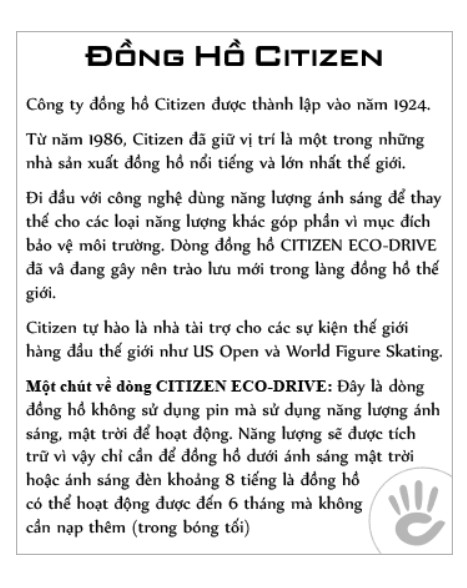 ĐỒNG HỒ CITIZEN
Công ty đồng hồ Citizen được thành lập vào năm 1924.
Từ năm 1986, Citizen đã giữ vị trí là một trong những
nhà sản xuất đồng hồ nổi tiếng và lớn nhất thế giới.
Đi đầu với công nghệ dùng năng lượng ánh sáng để thay
thế cho các loại năng lượng khác góp phần vì mục đích
bảo vệ môi trường. Dòng đồng hồ CITIZEN ECO-DRIVE
đã vâ đang gây nên trào lưu mới trong làng đồng hồ thế
giới.
Citizen tự hào là nhà tài trợ cho các sự kiện thế giới
hàng đầu thế giới như US Open và World Figure Skating.
Một chút về dòng CITIZEN ECO-DRIVE: Đây là dòng
đồng hồ không sử dụng pin mà sử dụng năng lượng ánh
sáng, mật trời để hoạt động. Năng lượng sẽ được tích
trữ vì vậy chỉ cần để đồng hồ dưới ánh sáng mật trời
hoặc ánh sáng đèn khoảng 8 tiếng là đồng hồ
có thể hoạt động được đến 6 tháng mà không
cần nạp thêm (trong bóng tối)